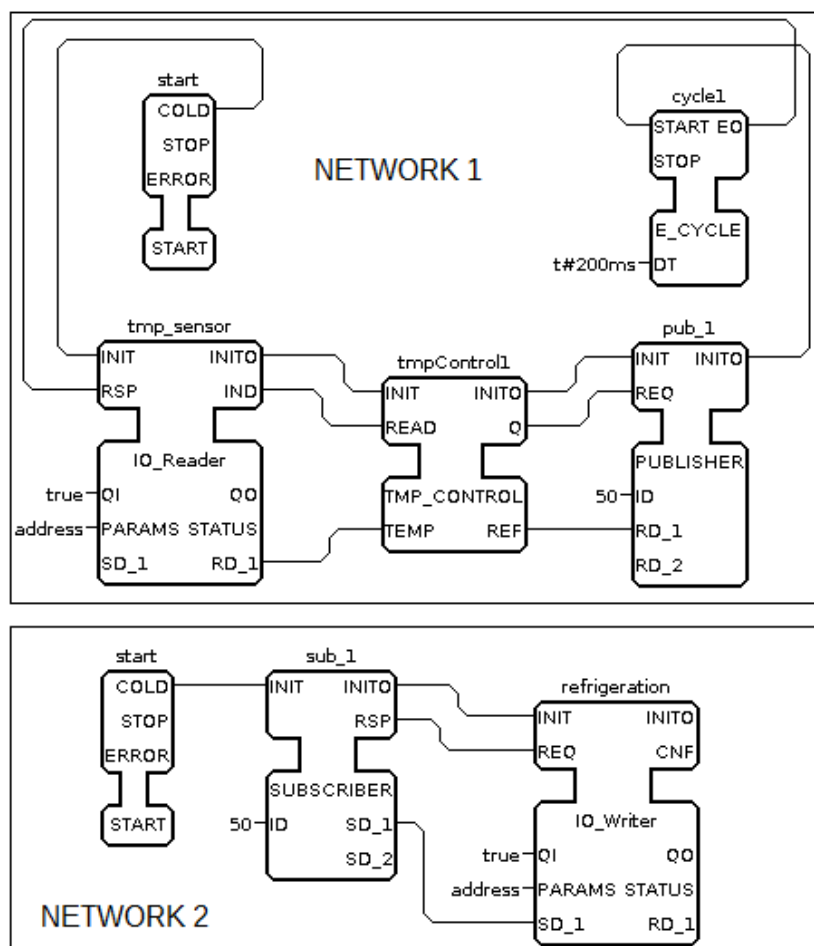 start
COLD
STOP
ERROR
START
NETWORK 1
cycle1
START EO
STOP
E_CYCLE
t#200ms DT
tmp_sensor
INIT INITO
RSP IND
IO_Reader
true QI QO
address PARAMS STATUS
SD_1 RD_1
tmpControl1
INIT INITO
READ Q
TMP_CONTROL
TEMP REF
pub_1
INIT INITO
REQ
PUBLISHER
50 ID
RD_1
RD_2
start
COLD
STOP
ERROR
START
sub_1
INIT INITO
RSP
SUBSCRIBER
50 ID SD_1
SD_2
refrigeration
INIT INITO
REQ CNF
IO_Writer
true QI QO
address PARAMS STATUS
SD_1 RD_1
NETWORK 2